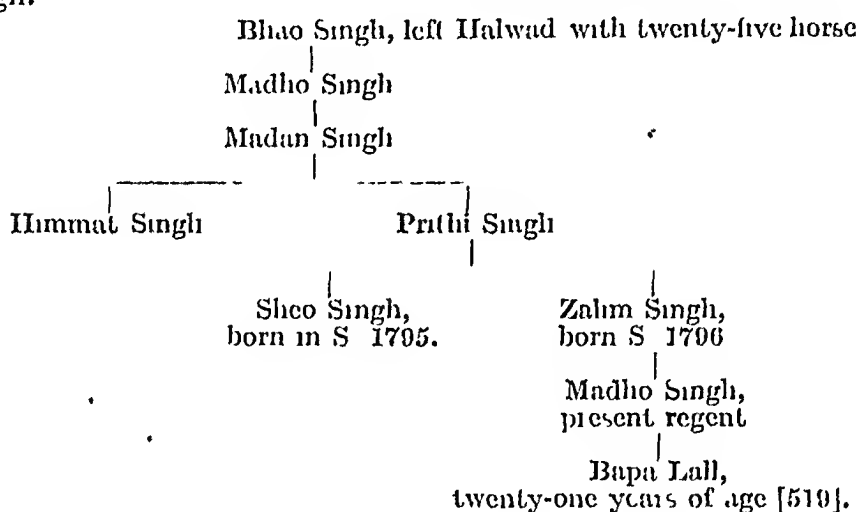 gh.
Bhao Singh, left Halwad with twenty-five horse
Madho Singh
Madan Singh
Himmat Singh Prithi Singh
Sheo Singh, Zalim Singh,
born in S 1795. born S 1796
Madho Singh,
present regent
Bapa Lall,
twenty-one years of age [519].